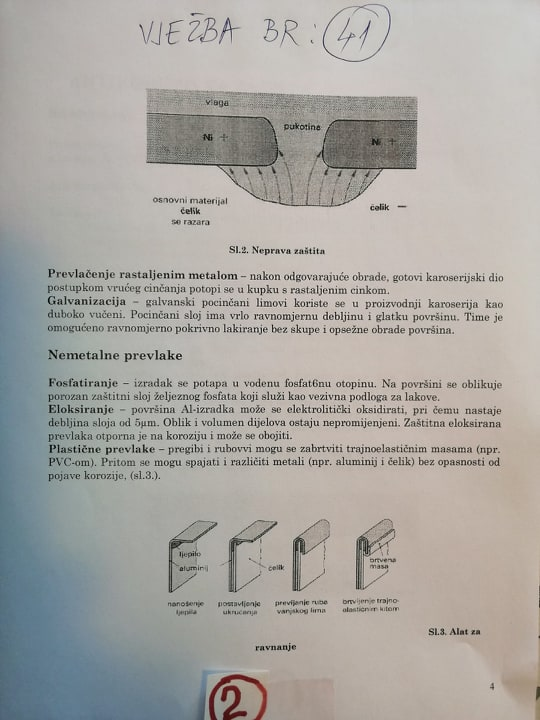 VJEŽBA BR: 41
vlaga
Ni +
pukotine
Ni +
osnovni materijal
čelik
se razara
čelik —
Sl.2. Neprava zaštita
Prevlačenje rastaljenim metalom – nakon odgovarajuće obrade, gotovi karoserijski dio
postupkom vrućeg cinčanja potopi se u kupku s rastaljenim cinkom.
Galvanizacija – galvanski pocinčani limovi koriste se u proizvodnji karoserija kao
duboko vučeni. Pocinčani sloj ima vrlo ravnomjernu debljinu i glatku površinu. Time je
omogućeno ravnomjerno pokrivno lakiranje bez skupe i opsežne obrade površina.
Nemetalne prevlake
Fosfatiranje – izradak se potapa u vodenu fosfat6nu otopinu. Na površini se oblikuje
porozan zaštitni sloj željeznog fosfata koji služi kao vezivna podloga za lakove.
Eloksiranje – površina Al-izradka može se elektrolitički oksidirati, pri čemu nastaje
debljina sloja od 5µm. Oblik i volumen dijelova ostaju nepromijenjeni. Zaštitna eloksirana
prevlaka otporna je na koroziju i može se obojiti.
Plastične prevlake – pregibi i rubovvi mogu se zabrtviti trajnoelastičnim masama (npr.
PVC-om). Pritom se mogu spajati i različiti metali (npr. aluminij i čelik) bez opasnosti od
pojave korozije, (sl.3.).
ljepilo
aluminij
čelik
brtvena
masa
nanošenje
ljepila
postavljanje
ukrućenja
previjanje ruba
vanjskog lima
brtvljenje trajno-
elastičnim kitom
Sl.3. Alat za
ravnanje
4
2